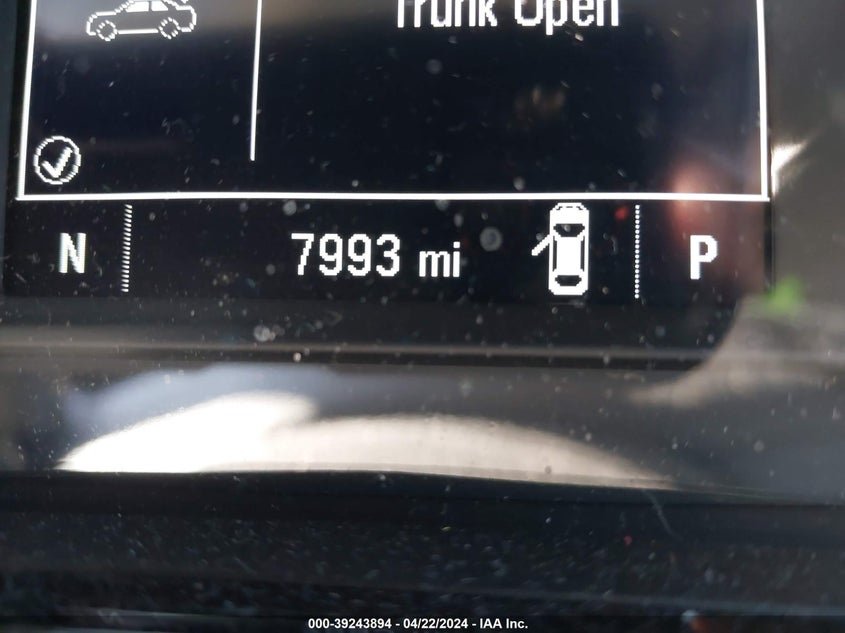 Trunk Open
N 7993 mi P
000-39243894 - 04/22/2024 - IAA Inc.